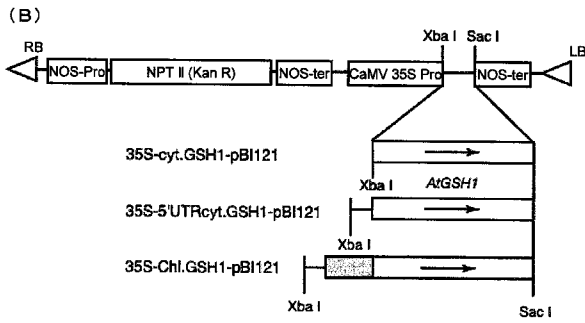 (B)
Xba I Sac I
RB LB
NOS-Pro NPT II (Kan R) NOS-ter CaMV 35S Pro NOS-ter
35S-cyt.GSH1-pBI121
Xba I AtGSH1
35S-5'UTRcyt.GSH1-pBI121
Xba I
35S-Chl.GSH1-pBI121
Xba I Sac I